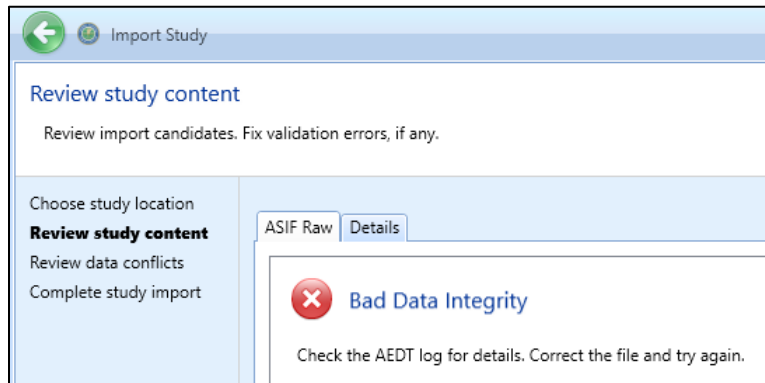 Import Study
Review study content
Review import candidates. Fix validation errors, if any.
Choose study location
Review study content
Review data conflicts
Complete study import
ASIF Raw
Details
Bad Data Integrity
Check the AEDT log for details. Correct the file and try again.